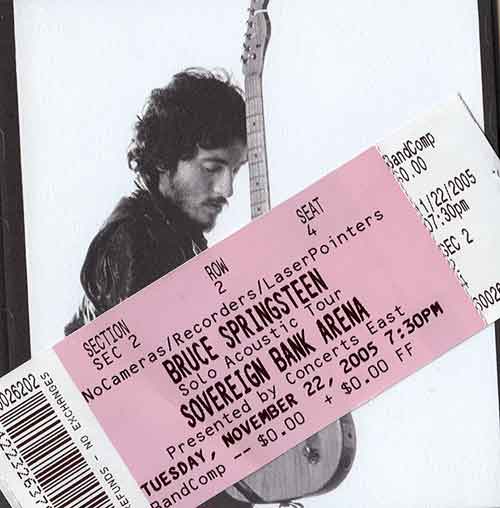 SECTION
SEC 2
ROW
2
SEAT
4
NoCameras/Recorders/LaserPointers
BRUCE SPRINGSTEEN
Solo Acoustic Tour
SOVEREIGN BANK ARENA
Presented by Concerts East
TUESDAY, NOVEMBER 22, 2005 7:30PM
BandComp -- $0.00 + $0.00 FF
0026202
REFUNDS - NO EXCHANGES
BandComp
$0.00
11/22/2005
07:30pm
SEC 2